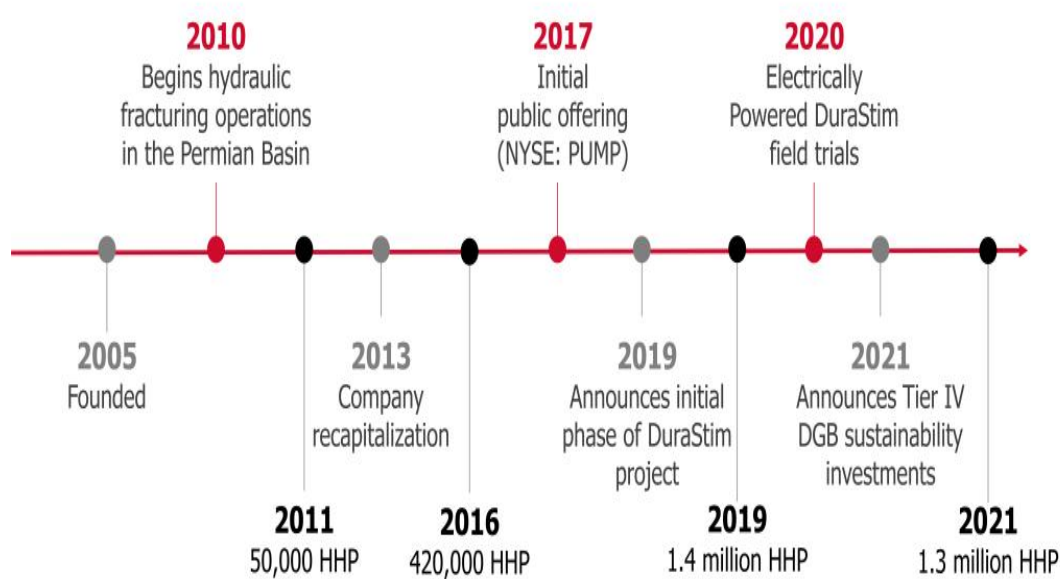 2010
Begins hydraulic
fracturing operations
in the Permian Basin
2017
Initial
public offering
(NYSE: PUMP)
2020
Electrically
Powered DuraStim
field trials
2005
Founded
2013
Company
recapitalization
2019
Announces initial
phase of DuraStim
project
2021
Announces Tier IV
DGB sustainability
investments
2011
50,000 HHP
2016
420,000 HHP
2019
1.4 million HHP
2021
1.3 million HHP